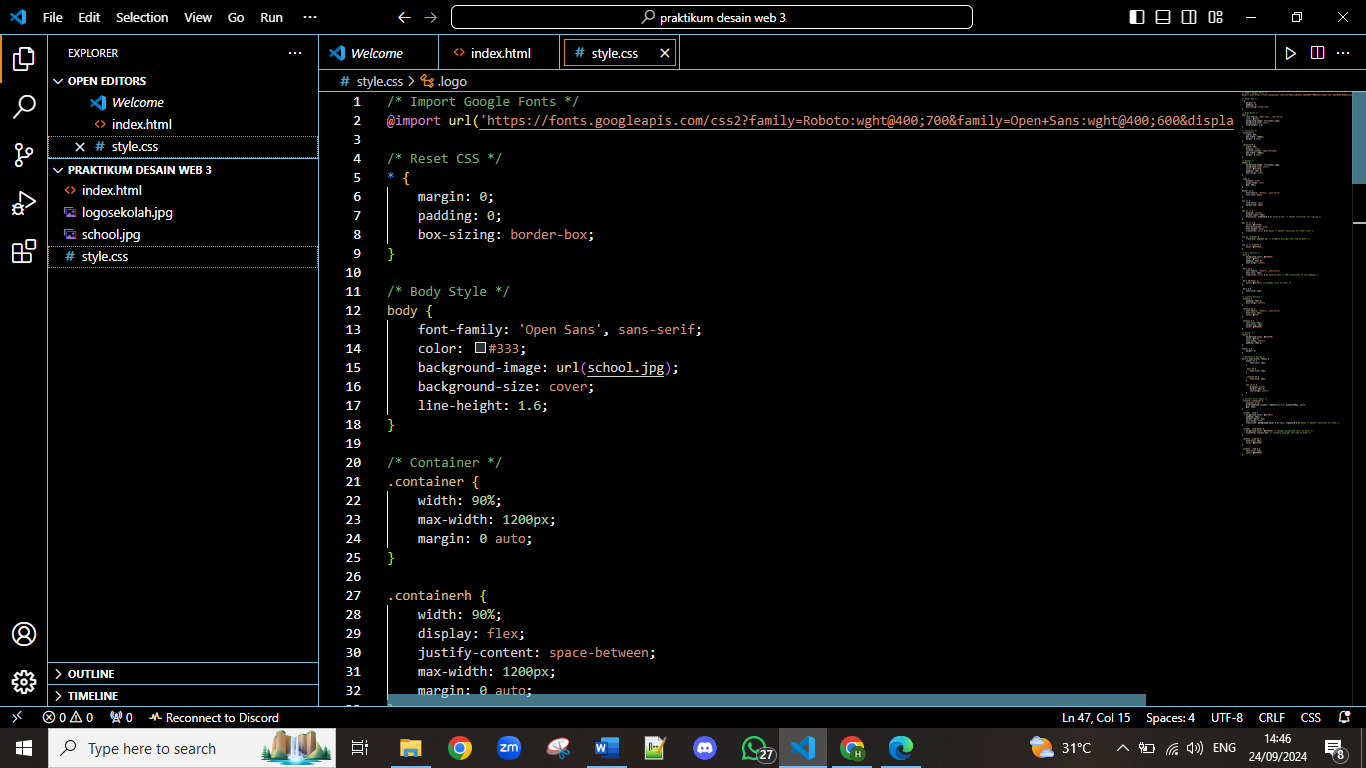 File Edit Selection View Go Run ···
praktikum desain web 3
EXPLORER ···
OPEN EDITORS
Welcome
index.html
style.css
PRAKTIKUM DESAIN WEB 3
index.html
logosekolah.jpg
school.jpg
style.css
OUTLINE
TIMELINE
Welcome index.html # style.css
# style.css > .logo
1 /* Import Google Fonts */
2 @import url('https://fonts.googleapis.com/css2?family=Roboto:wght@400;700&family=Open+Sans:wght@400;600&displa
3
4 /* Reset CSS */
5 * {
6 margin: 0;
7 padding: 0;
8 box-sizing: border-box;
9 }
10
11 /* Body Style */
12 body {
13 font-family: 'Open Sans', sans-serif;
14 color: #333;
15 background-image: url(school.jpg);
16 background-size: cover;
17 line-height: 1.6;
18 }
19
20 /* Container */
21 .container {
22 width: 90%;
23 max-width: 1200px;
24 margin: 0 auto;
25 }
26
27 .containerh {
28 width: 90%;
29 display: flex;
30 justify-content: space-between;
31 max-width: 1200px;
32 margin: 0 auto;
0 0 0 Reconnect to Discord Ln 47, Col 15 Spaces: 4 UTF-8 CRLF CSS
Type here to search zm 27 31°C ENG 14:46
24/09/2024 8